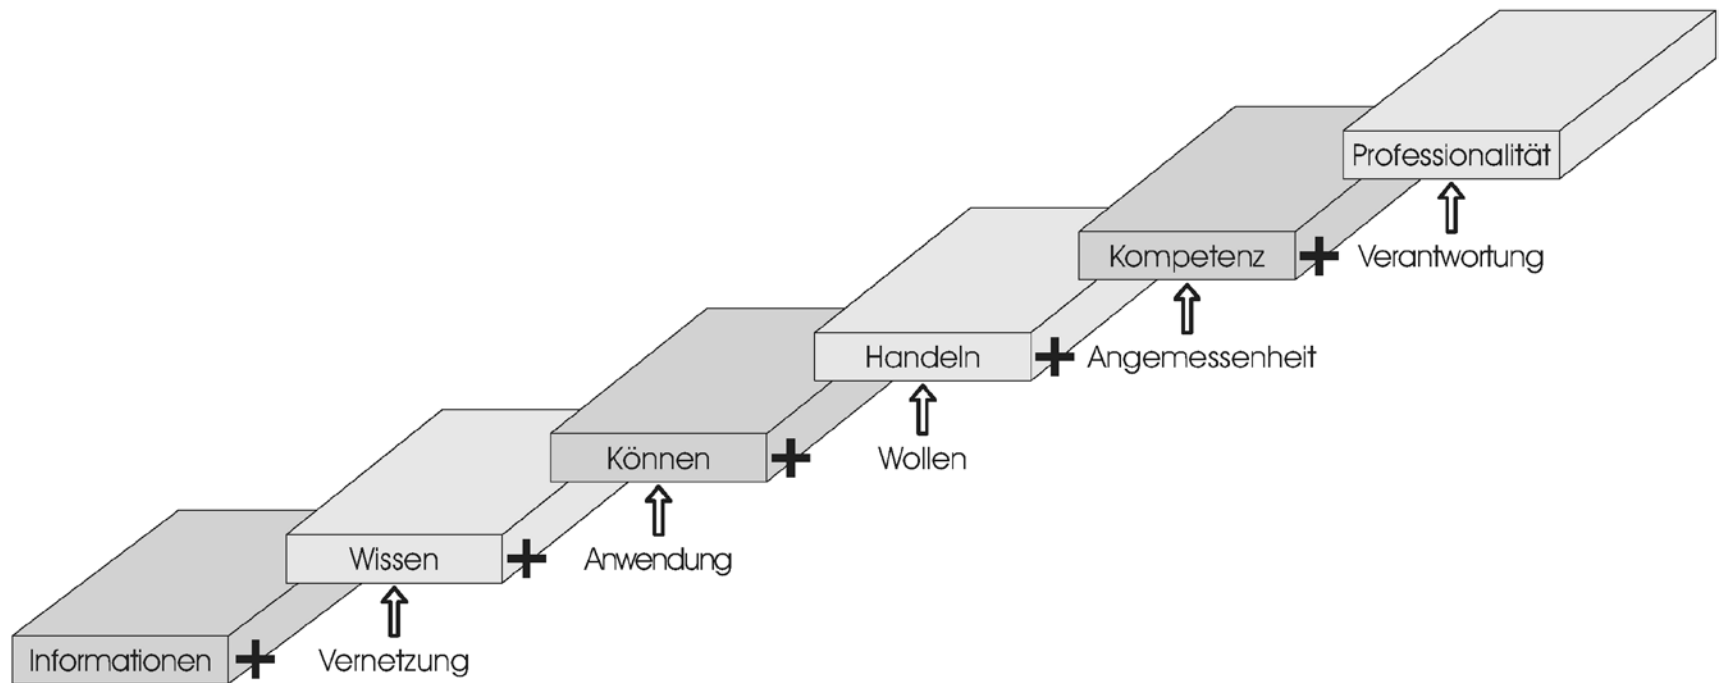 Professionalität
Kompetenz + Verantwortung
Handeln + Angemessenheit
Können + Wollen
Wissen + Anwendung
Informationen + Vernetzung